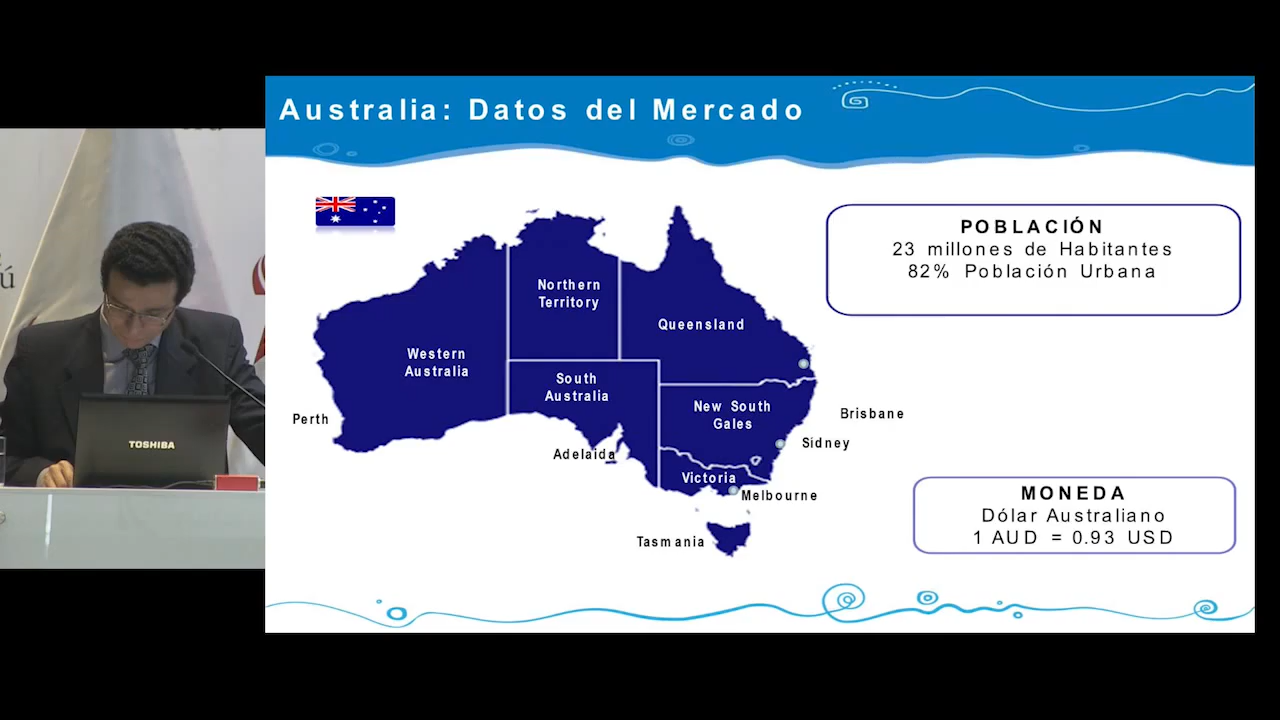 Australia: Datos del Mercado
POBLACIÓN
23 millones de Habitantes
82% Población Urbana
Northern
Territory
Queensland
Western
Australia
South
Australia
New South
Gales
Perth
Brisbane
Sidney
Adelaida
Victoria
Melbourne
Tasmania
MONEDA
Dólar Australiano
1 AUD = 0.93 USD
TOSHIBA